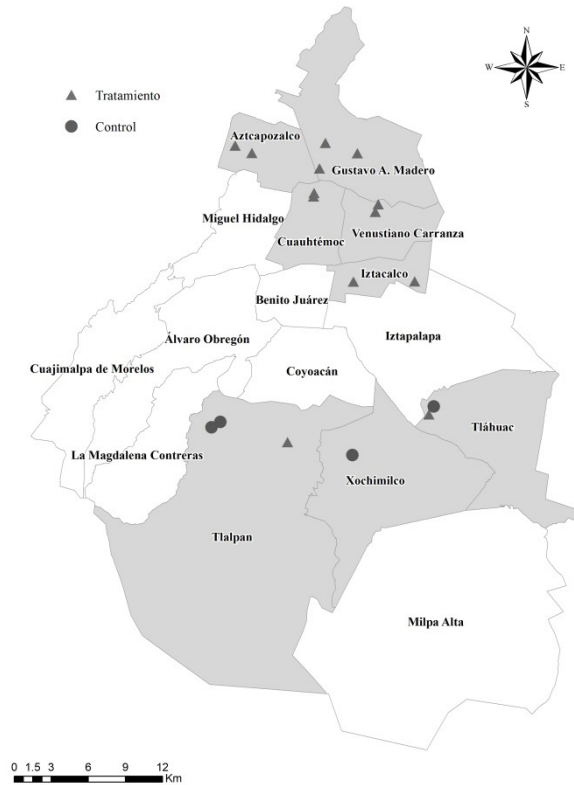 N
W E
S
Tratamiento
Control
Aztcapozalco
Gustavo A. Madero
Miguel Hidalgo
Cuauhtémoc
Venustiano Carranza
Iztacalco
Benito Juárez
Álvaro Obregón
Iztapalapa
Cuajimalpa de Morelos
Coyoacán
La Magdalena Contreras
Tláhuac
Xochimilco
Tlalpan
Milpa Alta
0 1.5 3 6 9 12
Km